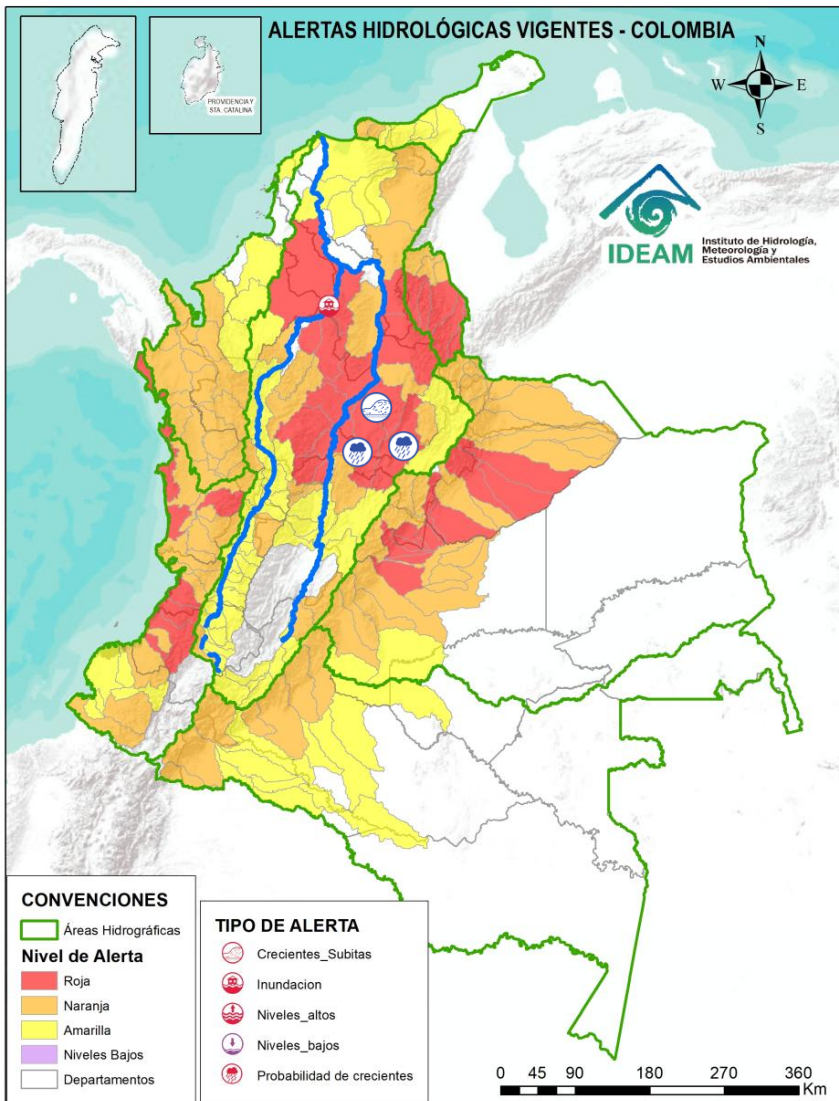 ALERTAS HIDROLÓGICAS VIGENTES - COLOMBIA
PROVIDENCIA Y
STA. CATALINA
N
W
E
S
IDEAM
Instituto de Hidrología,
Meteorología y
Estudios Ambientales
CONVENCIONES
Áreas Hidrográficas
Nivel de Alerta
Roja
Naranja
Amarilla
Niveles Bajos
Departamentos
TIPO DE ALERTA
Crecientes_Subitas
Inundacion
Niveles_altos
Niveles_bajos
Probabilidad de crecientes
0 45 90 180 270 360
Km